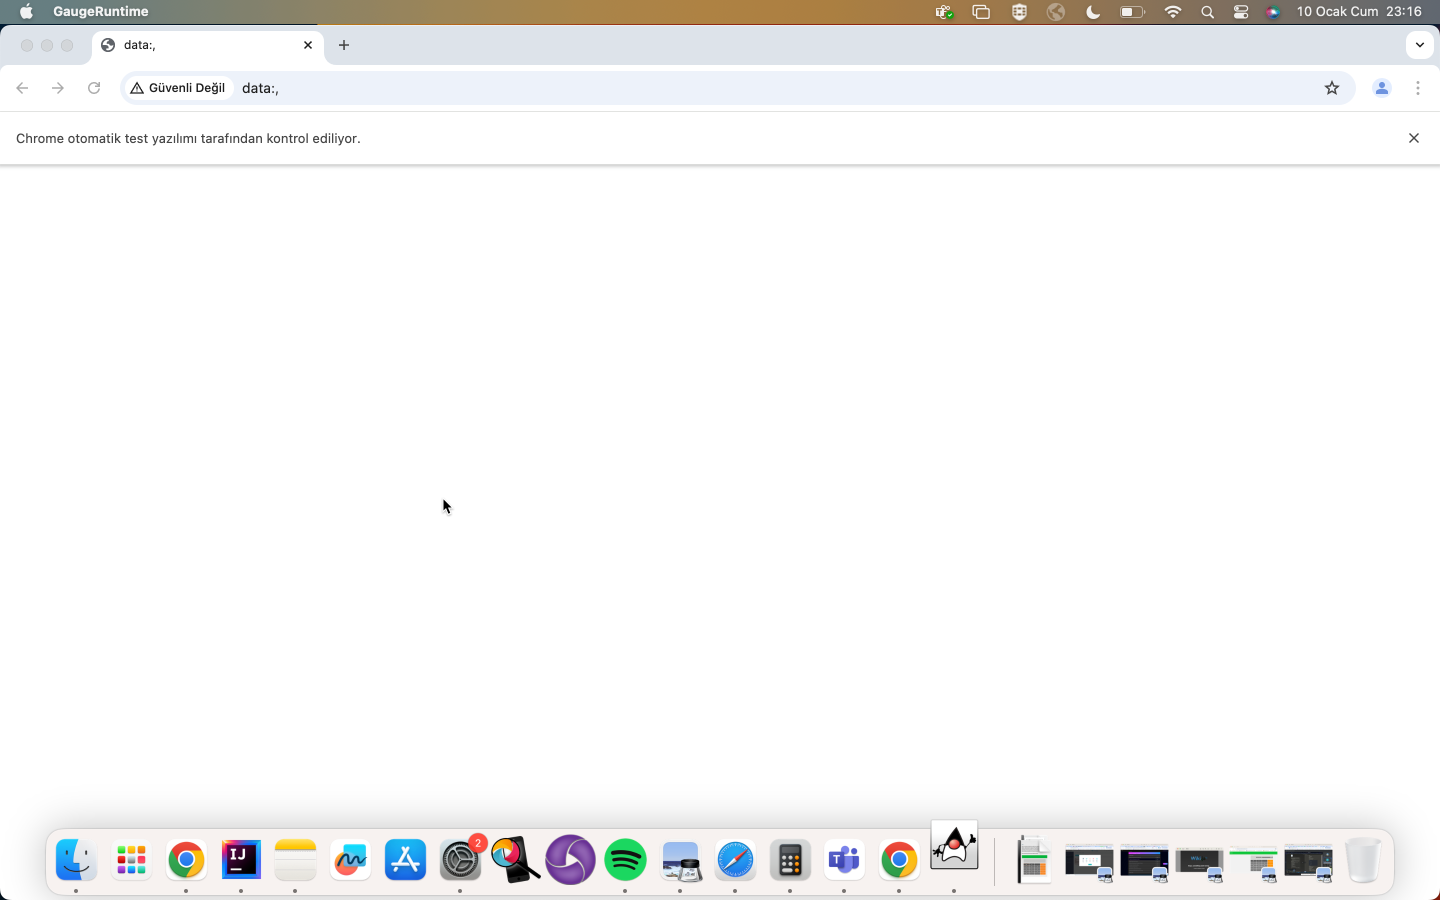 GaugeRuntime
10 Ocak Cum 23:16
data:,
Güvenli Değil
data:,
Chrome otomatik test yazılımı tarafından kontrol ediliyor.
IJ
2
T